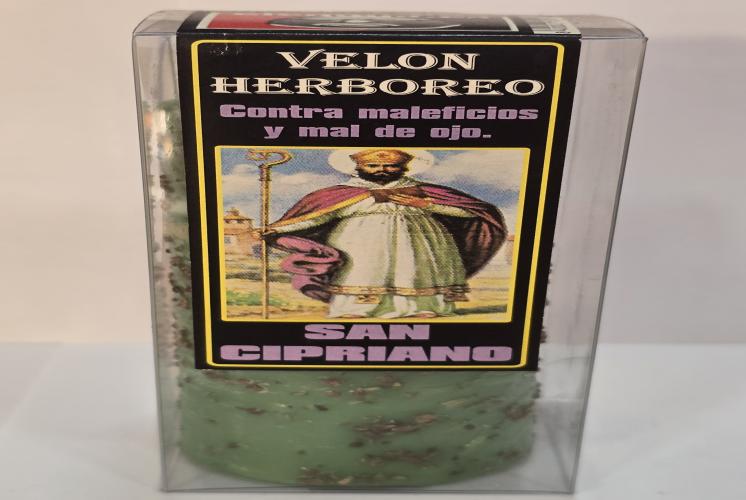 VELON
HERBOREO
Contra maleficios
y mal de ojo.
SAN
CIPRIANO